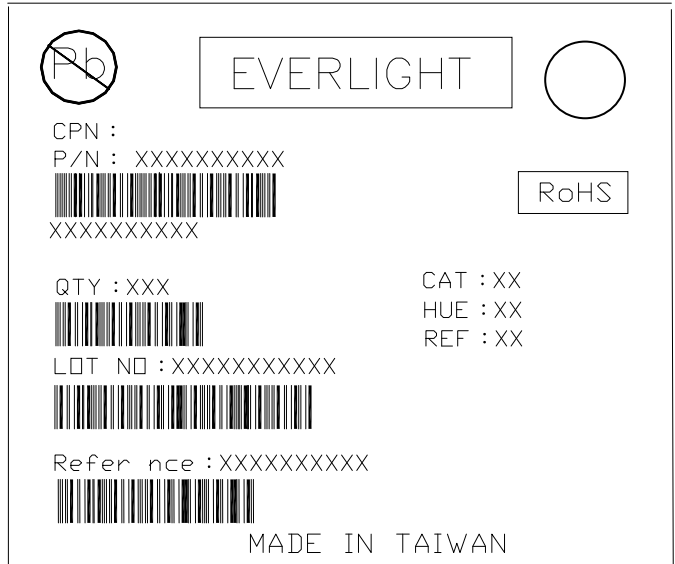 Pb
EVERLIGHT
CPN :
P/N : XXXXXXXXXX
RoHS
XXXXXXXXXX
QTY : XXX
CAT : XX
HUE : XX
REF : XX
LOT NO : XXXXXXXXXXX
Refer nce : XXXXXXXXXX
MADE IN TAIWAN